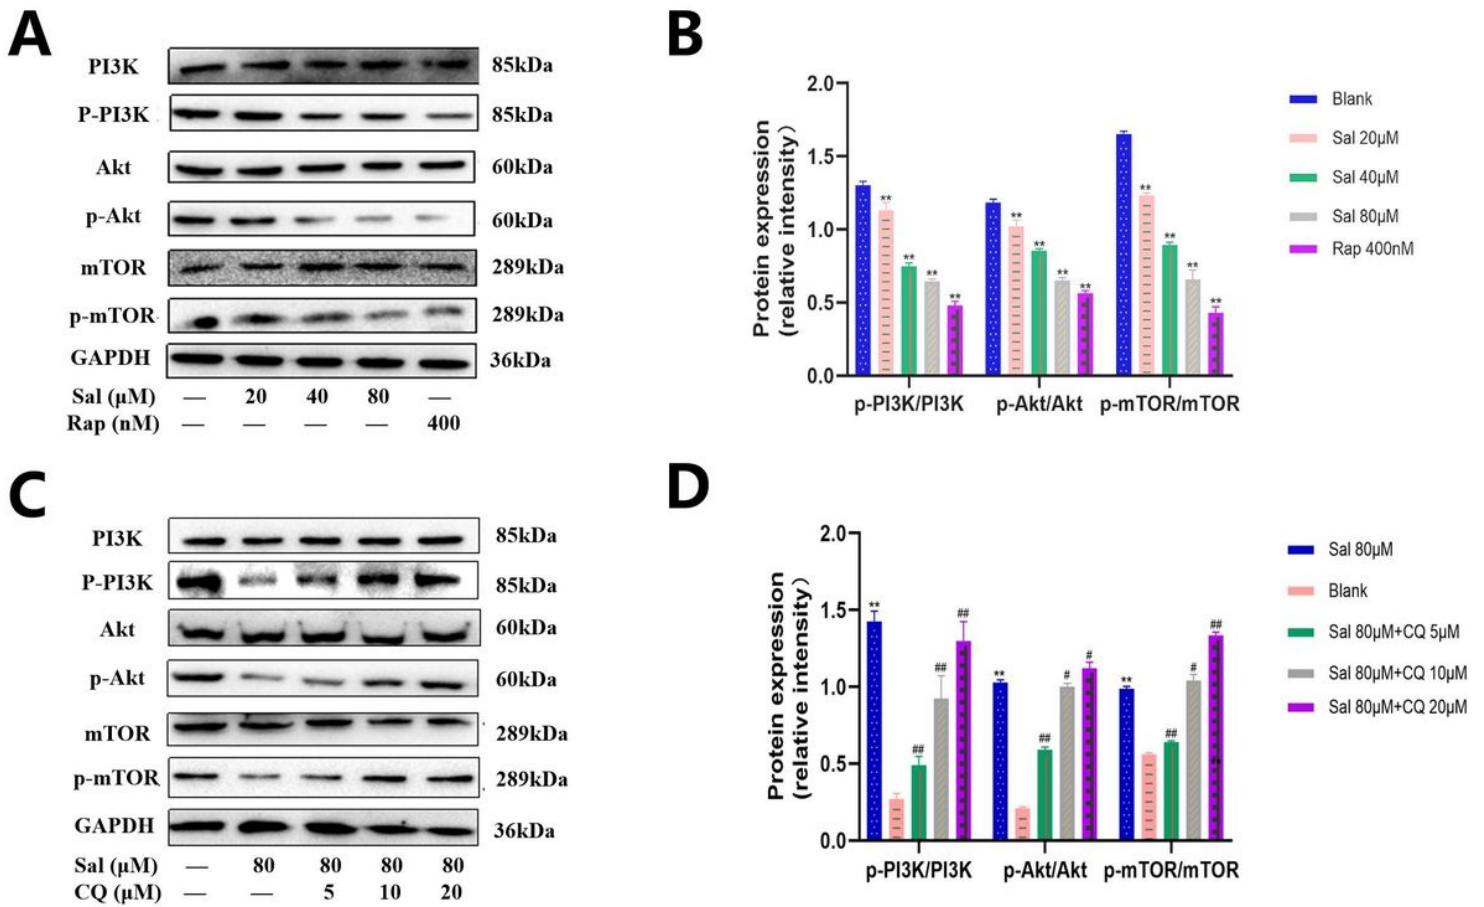 A
PI3K 85kDa
P-PI3K 85kDa
Akt 60kDa
p-Akt 60kDa
mTOR 289kDa
p-mTOR 289kDa
GAPDH 36kDa
Sal (µM) — 20 40 80 —
Rap (nM) — — — — 400
B
Protein expression
(relative intensity)
2.0
1.5
1.0
0.5
0.0
** ** ** **
** ** ** **
** ** ** **
p-PI3K/PI3K p-Akt/Akt p-mTOR/mTOR
Blank
Sal 20µM
Sal 40µM
Sal 80µM
Rap 400nM
C
PI3K 85kDa
P-PI3K 85kDa
Akt 60kDa
p-Akt 60kDa
mTOR 289kDa
p-mTOR 289kDa
GAPDH 36kDa
Sal (µM) — 80 80 80 80
CQ (µM) — — 5 10 20
D
Protein expression
(relative intensity)
2.0
1.5
1.0
0.5
0.0
** ## ## ##
** ## # #
** ## # ##
p-PI3K/PI3K p-Akt/Akt p-mTOR/mTOR
Sal 80µM
Blank
Sal 80µM+CQ 5µM
Sal 80µM+CQ 10µM
Sal 80µM+CQ 20µM